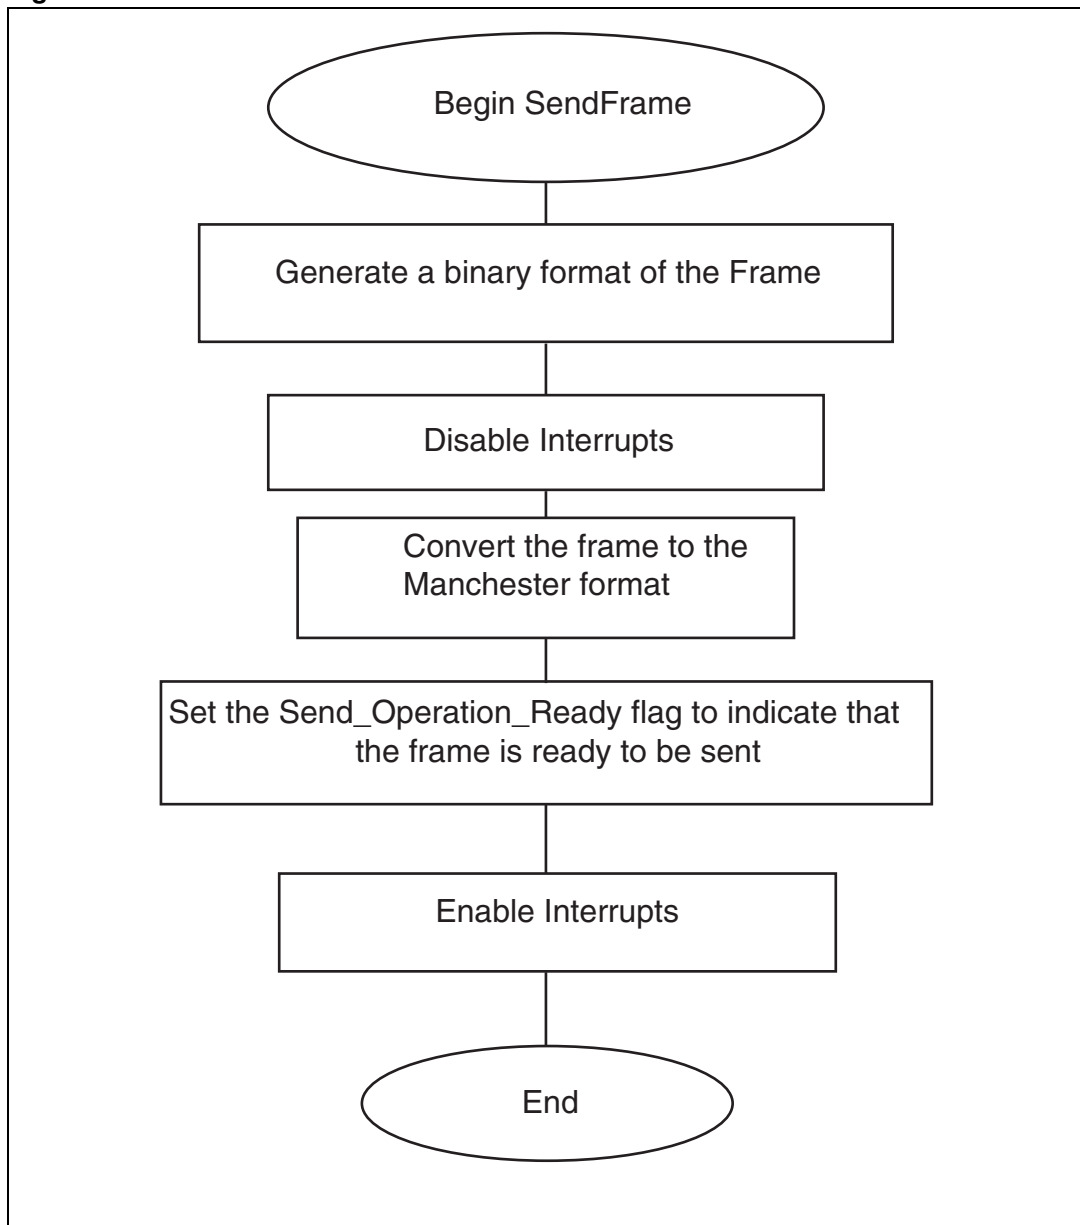 Begin SendFrame
Generate a binary format of the Frame
Disable Interrupts
Convert the frame to the
Manchester format
Set the Send_Operation_Ready flag to indicate that
the frame is ready to be sent
Enable Interrupts
End